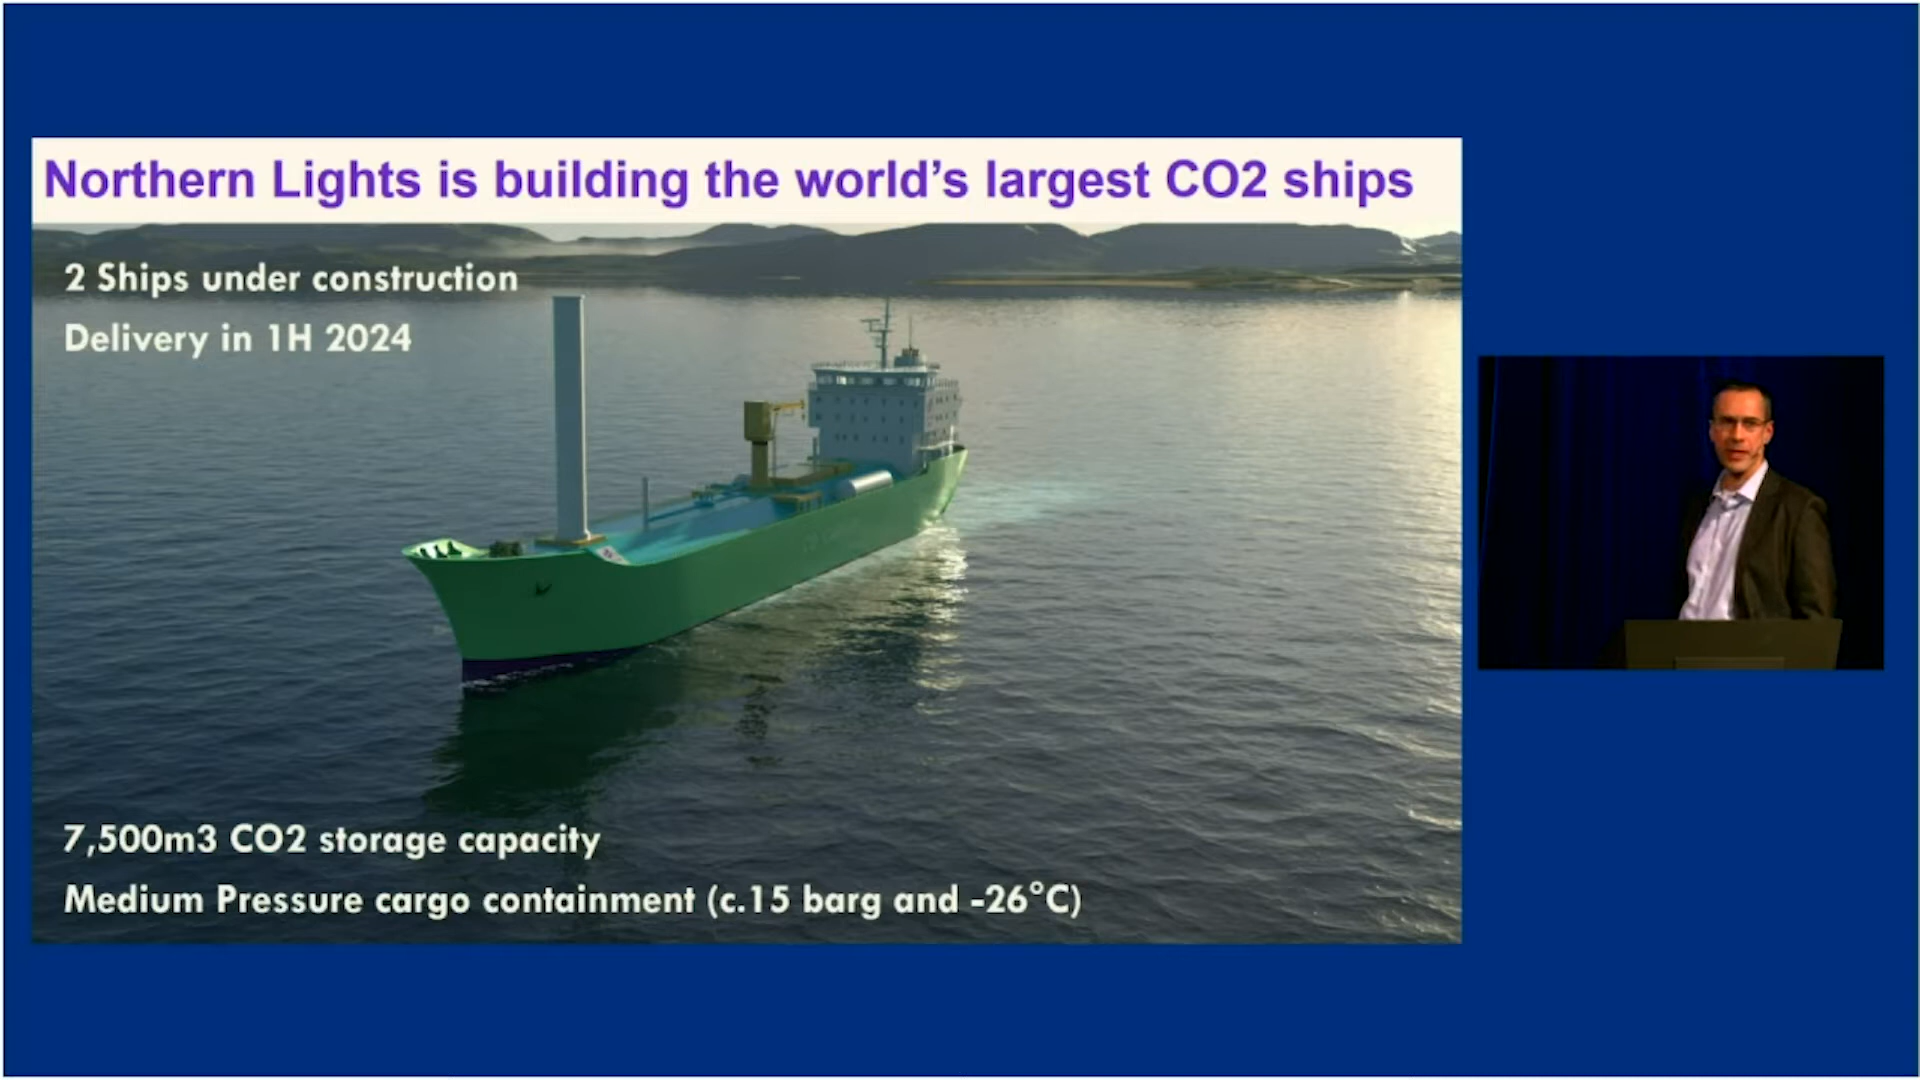 Northern Lights is building the world's largest CO2 ships
2 Ships under construction
Delivery in 1H 2024
7,500m3 CO2 storage capacity
Medium Pressure cargo containment (c.15 barg and -26°C)